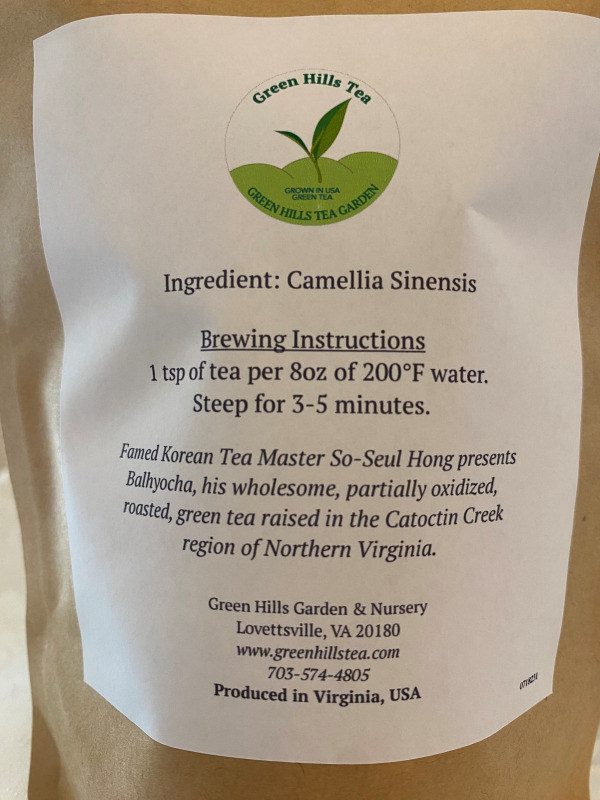 Green Hills Tea
GROWN IN USA
GREEN TEA
GREEN HILLS TEA GARDEN
Ingredient: Camellia Sinensis
Brewing Instructions
1 tsp of tea per 8oz of 200°F water.
Steep for 3-5 minutes.
Famed Korean Tea Master So-Seul Hong presents
Balhyocha, his wholesome, partially oxidized,
roasted, green tea raised in the Catoctin Creek
region of Northern Virginia.
Green Hills Garden & Nursery
Lovettsville, VA 20180
www.greenhillstea.com
703-574-4805
Produced in Virginia, USA